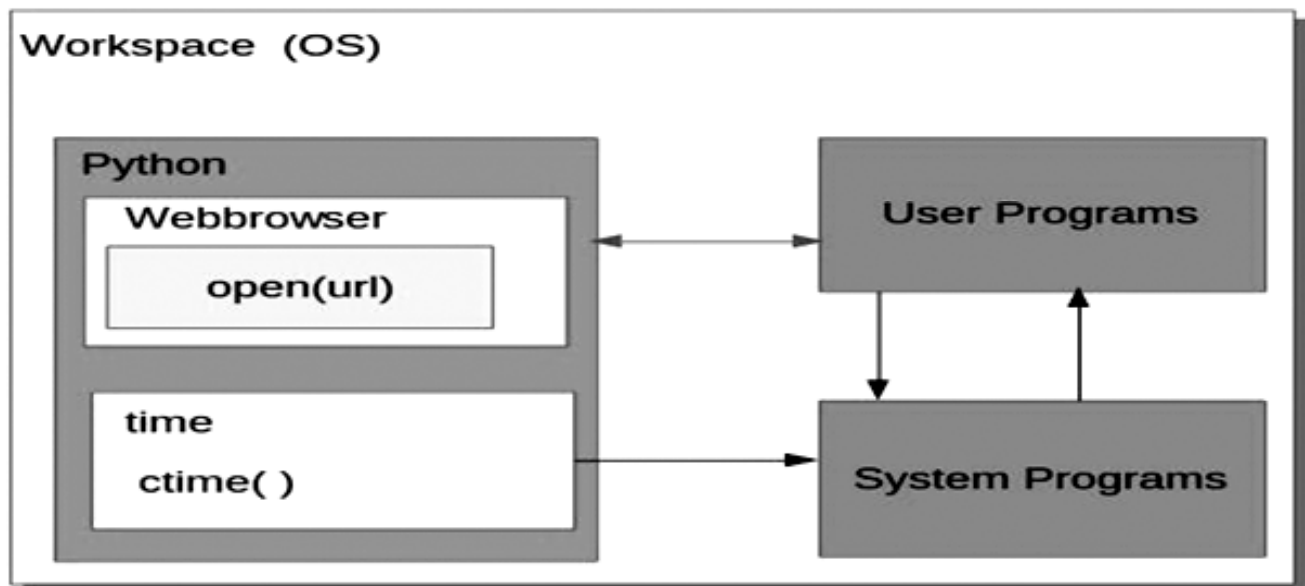 Workspace (OS)
Python
Webbrowser
open(url)
time
ctime( )
User Programs
System Programs